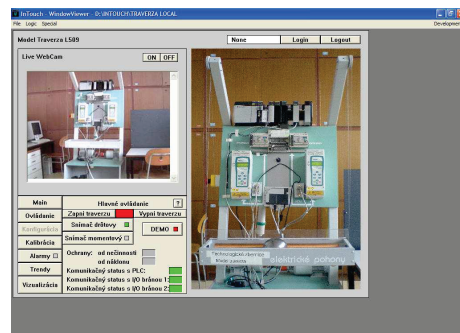 InTouch - WindowViewer - D:\INTOUCH\TRAVERZA LOCAL
File Logic Special
Development
Model Traverza L509
None Login Logout
Live WebCam
ON OFF
Main
Ovládanie
Konfigurácia
Kalibrácia
Alarmy
Trendy
Vizualizácia
Hlavné ovládanie ?
Zapni traverzu Vypni traverzu
Snímač drôtový
Snímač momentový
DEMO
Ochrany: od nečinnosti
od náklonu
Komunikačný status s PLC:
Komunikačný status s I/O bránou 1:
Komunikačný status s I/O bránou 2:
elektrické pohony